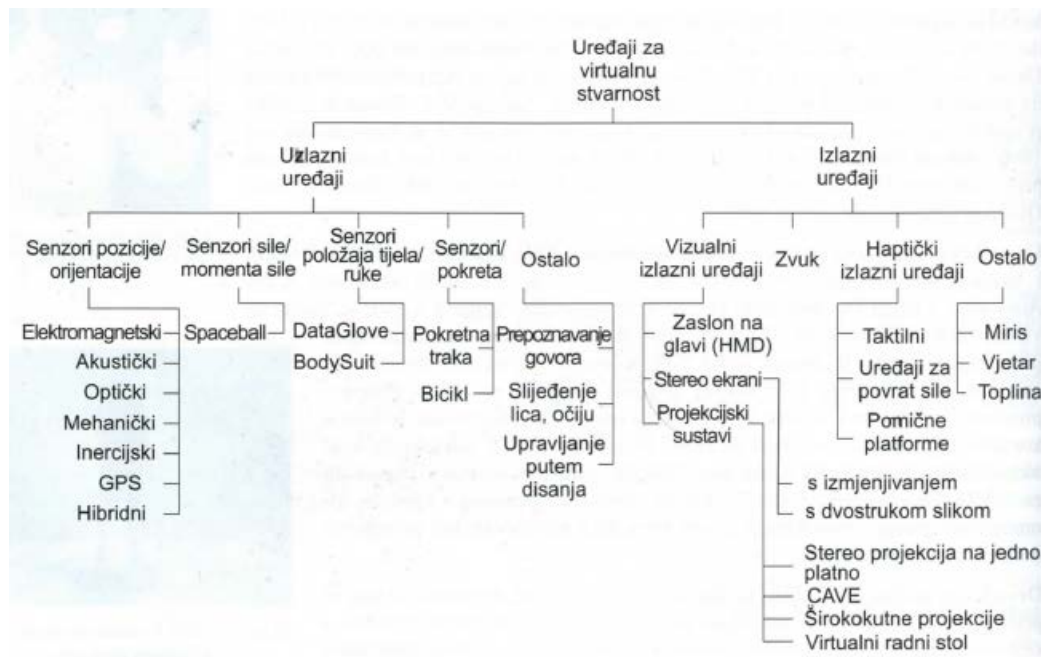 Uređaji za
virtualnu
stvarnost
Ulazni
uređaji
Izlazni
uređaji
Senzori pozicije/
orijentacije
Senzori sile/
momenta sile
Senzori
položaja tijela/
ruke
Senzori/
pokreta
Ostalo
Vizualni
izlazni uređaji
Zvuk
Haptički
izlazni uređaji
Ostalo
Elektromagnetski
Akustički
Optički
Mehanički
Inercijski
GPS
Hibridni
Spaceball
DataGlove
BodySuit
Pokretna
traka
Bicikl
Prepoznavanje
govora
Slijeđenje
lica, očiju
Upravljanje
putem
disanja
Zaslon na
glavi (HMD)
Stereo ekrani
Projekcijski
sustavi
s izmjenjivanjem
s dvostrukom slikom
Stereo projekcija na jedno
platno
CAVE
Širokokutne projekcije
Virtualni radni stol
Taktilni
Uređaji za
povrat sile
Pomične
platforme
Miris
Vjetar
Toplina